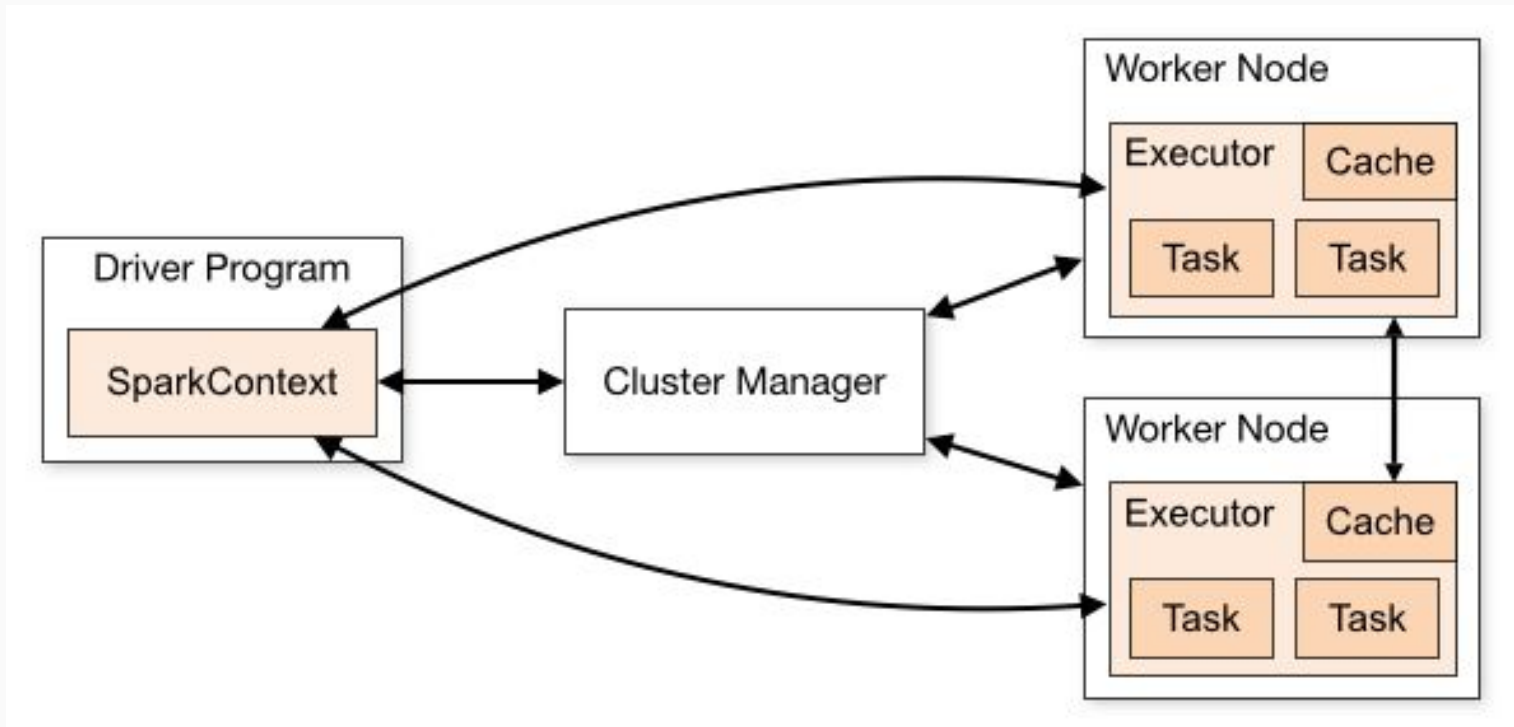 Driver Program
SparkContext
Cluster Manager
Worker Node
Executor
Cache
Task
Task
Worker Node
Executor
Cache
Task
Task